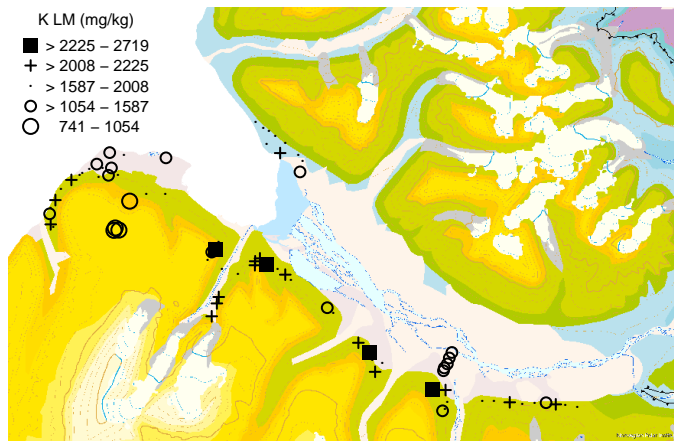 K LM (mg/kg)
> 2225 – 2719
> 2008 – 2225
> 1587 – 2008
> 1054 – 1587
741 – 1054